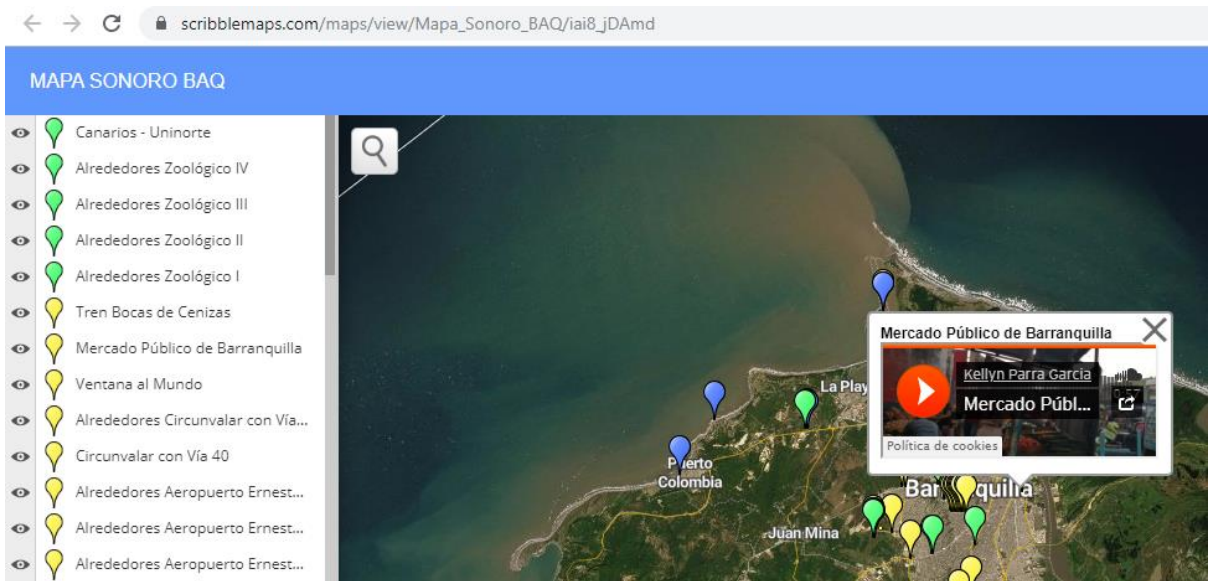 scribblemaps.com/maps/view/Mapa_Sonoro_BAQ/iai8_jDAmd
MAPA SONORO BAQ
Canarios - Uninorte
Alrededores Zoológico IV
Alrededores Zoológico III
Alrededores Zoológico II
Alrededores Zoológico I
Tren Bocas de Cenizas
Mercado Público de Barranquilla
Ventana al Mundo
Alrededores Circunvalar con Vía...
Circunvalar con Vía 40
Alrededores Aeropuerto Ernest...
Alrededores Aeropuerto Ernest...
Alrededores Aeropuerto Ernest...
Mercado Público de Barranquilla
Kellyn Parra Garcia
Mercado Públ...
Política de cookies
La Play
Puerto
Colombia
Barranquilla
Juan Mina